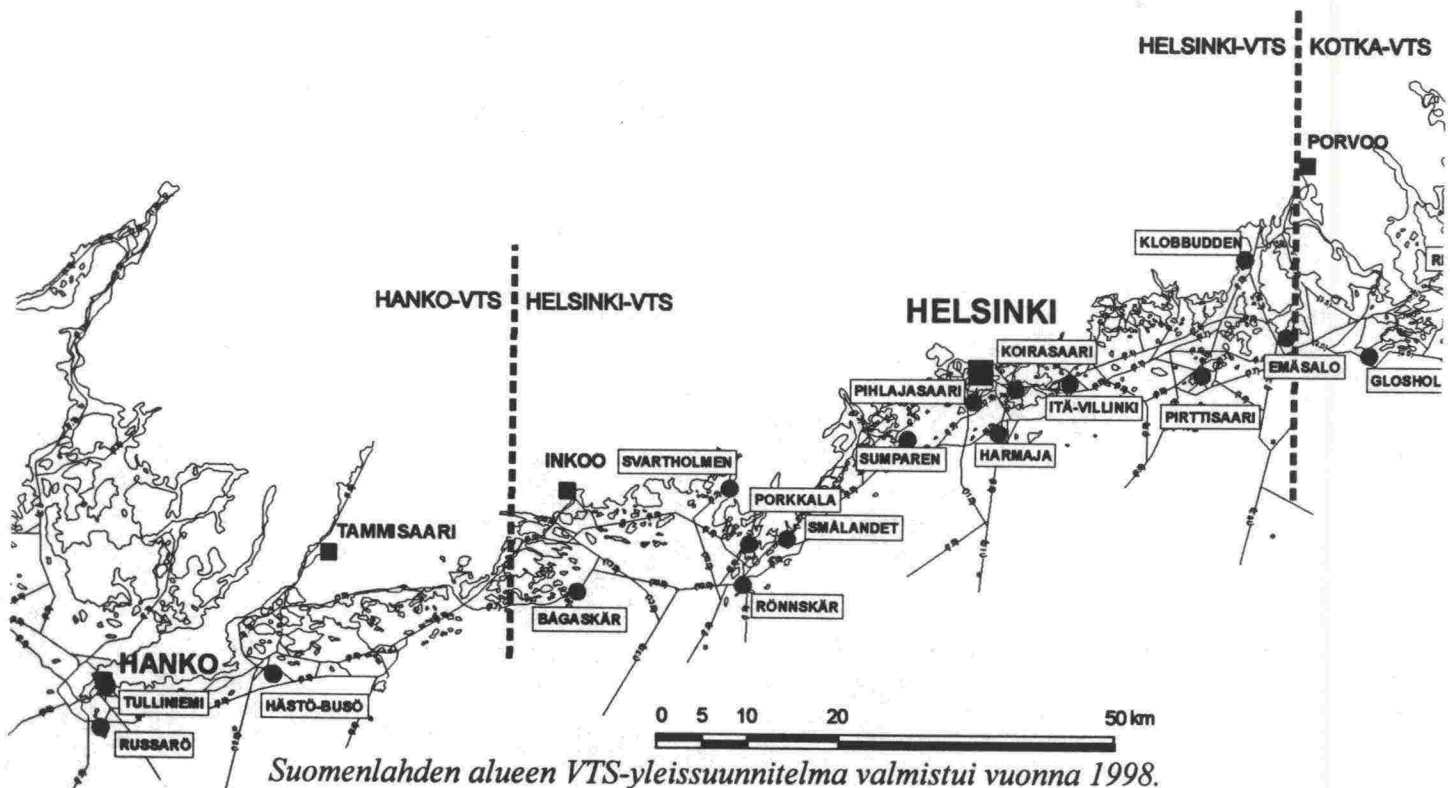 HELSINKI-VTS KOTKA-VTS
PORVOO
KLOBBUDDEN
HANKO-VTS HELSINKI-VTS
HELSINKI
KOIRASAARI
PIHLAJASAARI
EMÄSALO
GLOSHOL
ITÄ-VILLINKI
PIRTTISAARI
SUMPAREN
HARMAJA
INKOO
SVARTHOLMEN
PORKKALA
SMÅLANDET
TAMMISAARI
BÅGASKÄR
RÖNNSKÄR
HANKO
TULLINIEMI
HÄSTÖ-BUSÖ
RUSSARÖ
0 5 10 20 50 km
Suomenlahden alueen VTS-yleissuunnitelma valmistui vuonna 1998.